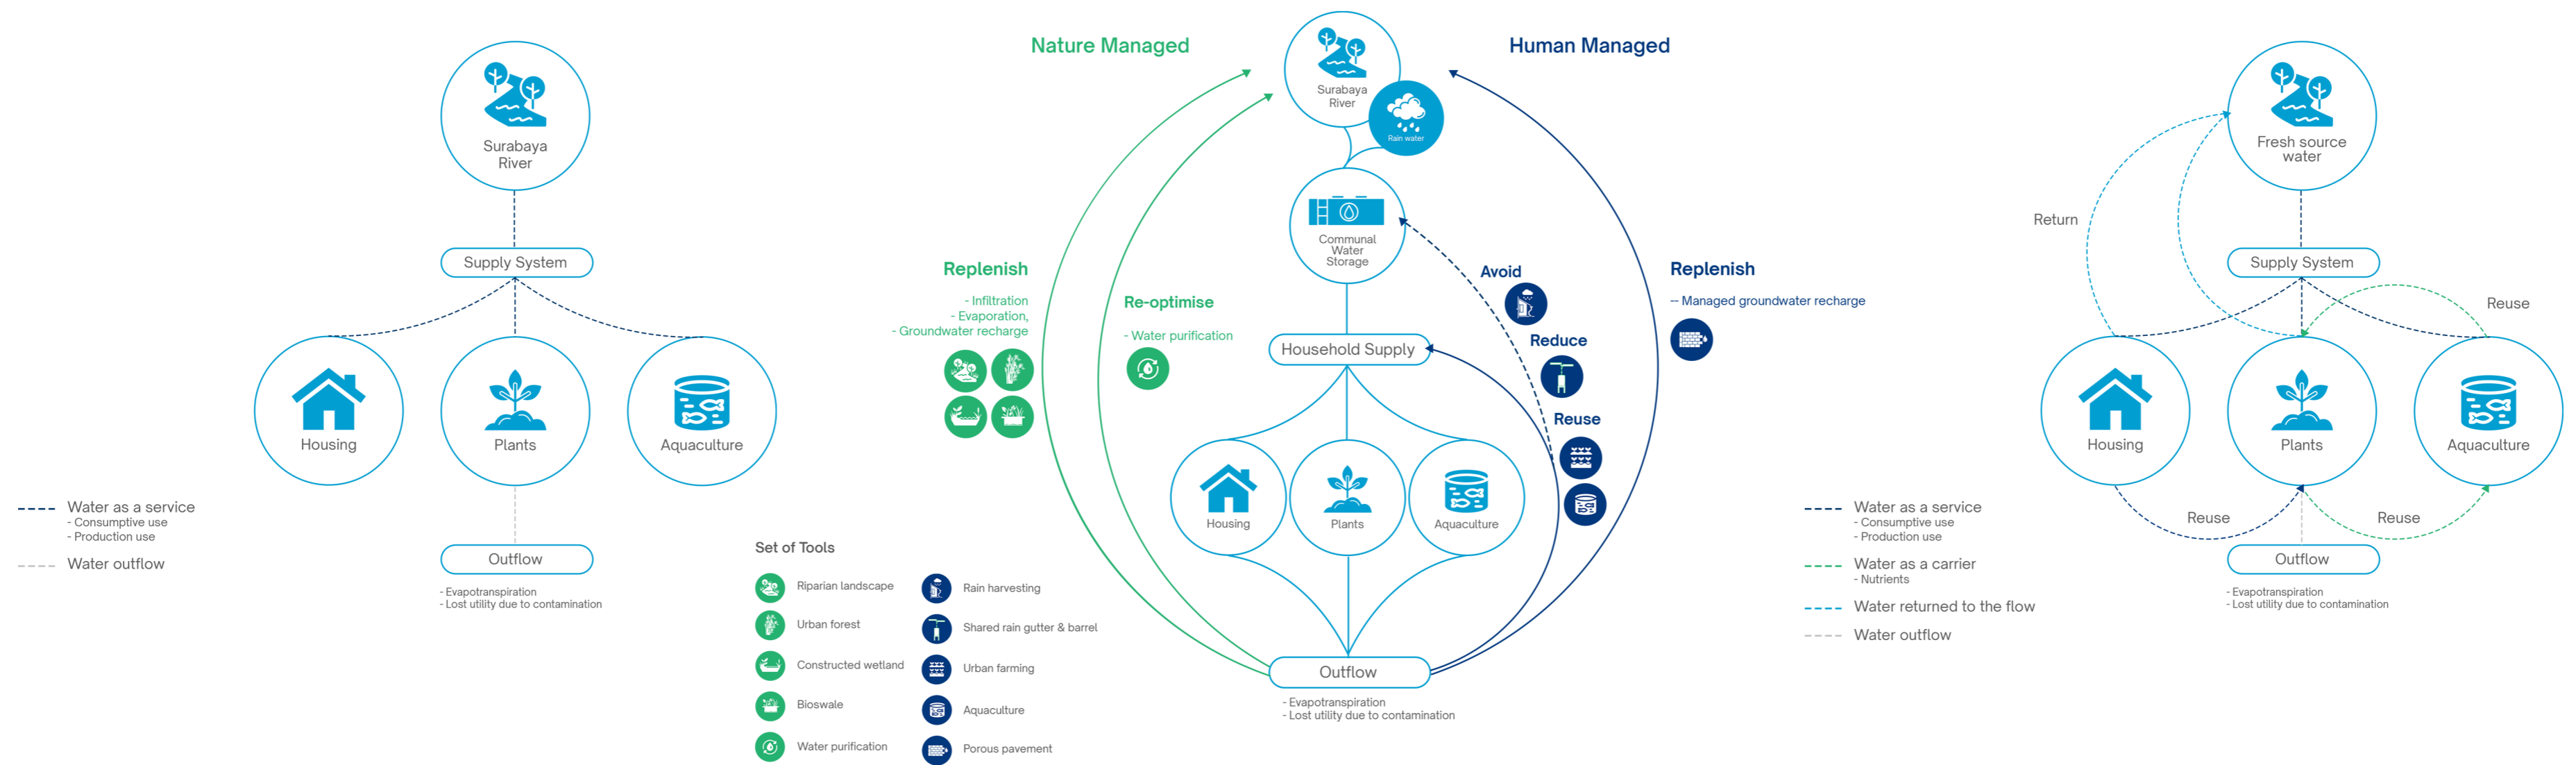 Surabaya
River
Supply System
Housing
Plants
Aquaculture
Water as a service
- Consumptive use
- Production use
Water outflow
Outflow
- Evapotranspiration
- Lost utility due to contamination
Nature Managed
Human Managed
Surabaya
River
Rain water
Communal
Water
Storage
Replenish
- Infiltration
- Evaporation,
- Groundwater recharge
Re-optimise
- Water purification
Avoid
Reduce
Reuse
Replenish
-- Managed groundwater recharge
Household Supply
Housing
Plants
Aquaculture
Outflow
- Evapotranspiration
- Lost utility due to contamination
Set of Tools
Riparian landscape
Urban forest
Constructed wetland
Bioswale
Water purification
Rain harvesting
Shared rain gutter & barrel
Urban farming
Aquaculture
Porous pavement
Fresh source
water
Return
Supply System
Reuse
Housing
Plants
Aquaculture
Reuse
Reuse
Outflow
- Evapotranspiration
- Lost utility due to contamination
Water as a service
- Consumptive use
- Production use
Water as a carrier
- Nutrients
Water returned to the flow
Water outflow